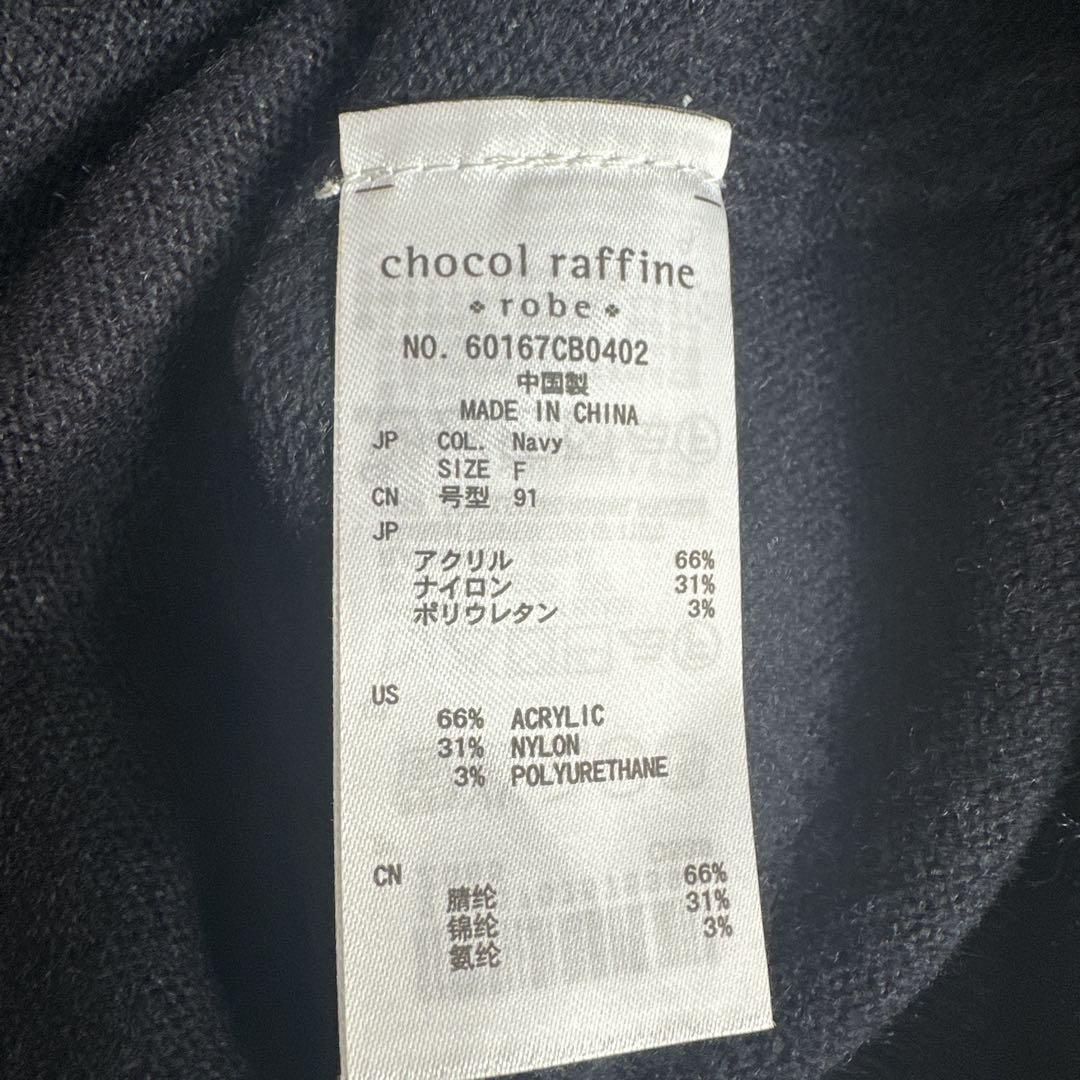 chocol raffine
robe
NO. 60167CB0402
中国製
MADE IN CHINA
JP COL. Navy
SIZE F
CN 号型 91
JP
アクリル 66%
ナイロン 31%
ポリウレタン 3%
US
66% ACRYLIC
31% NYLON
3% POLYURETHANE
CN
腈纶 66%
锦纶 31%
氨纶 3%